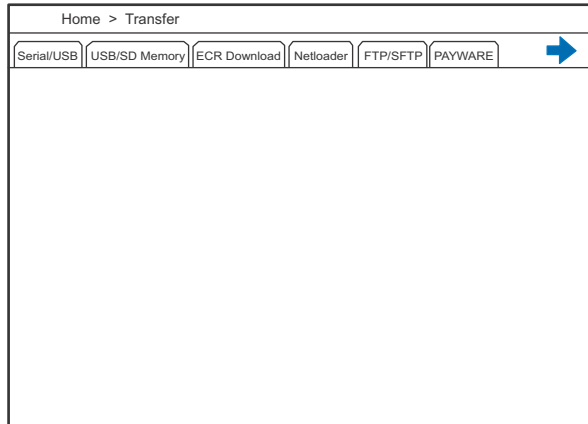 Home > Transfer
Serial/USB USB/SD Memory ECR Download Netloader FTP/SFTP PAYWARE